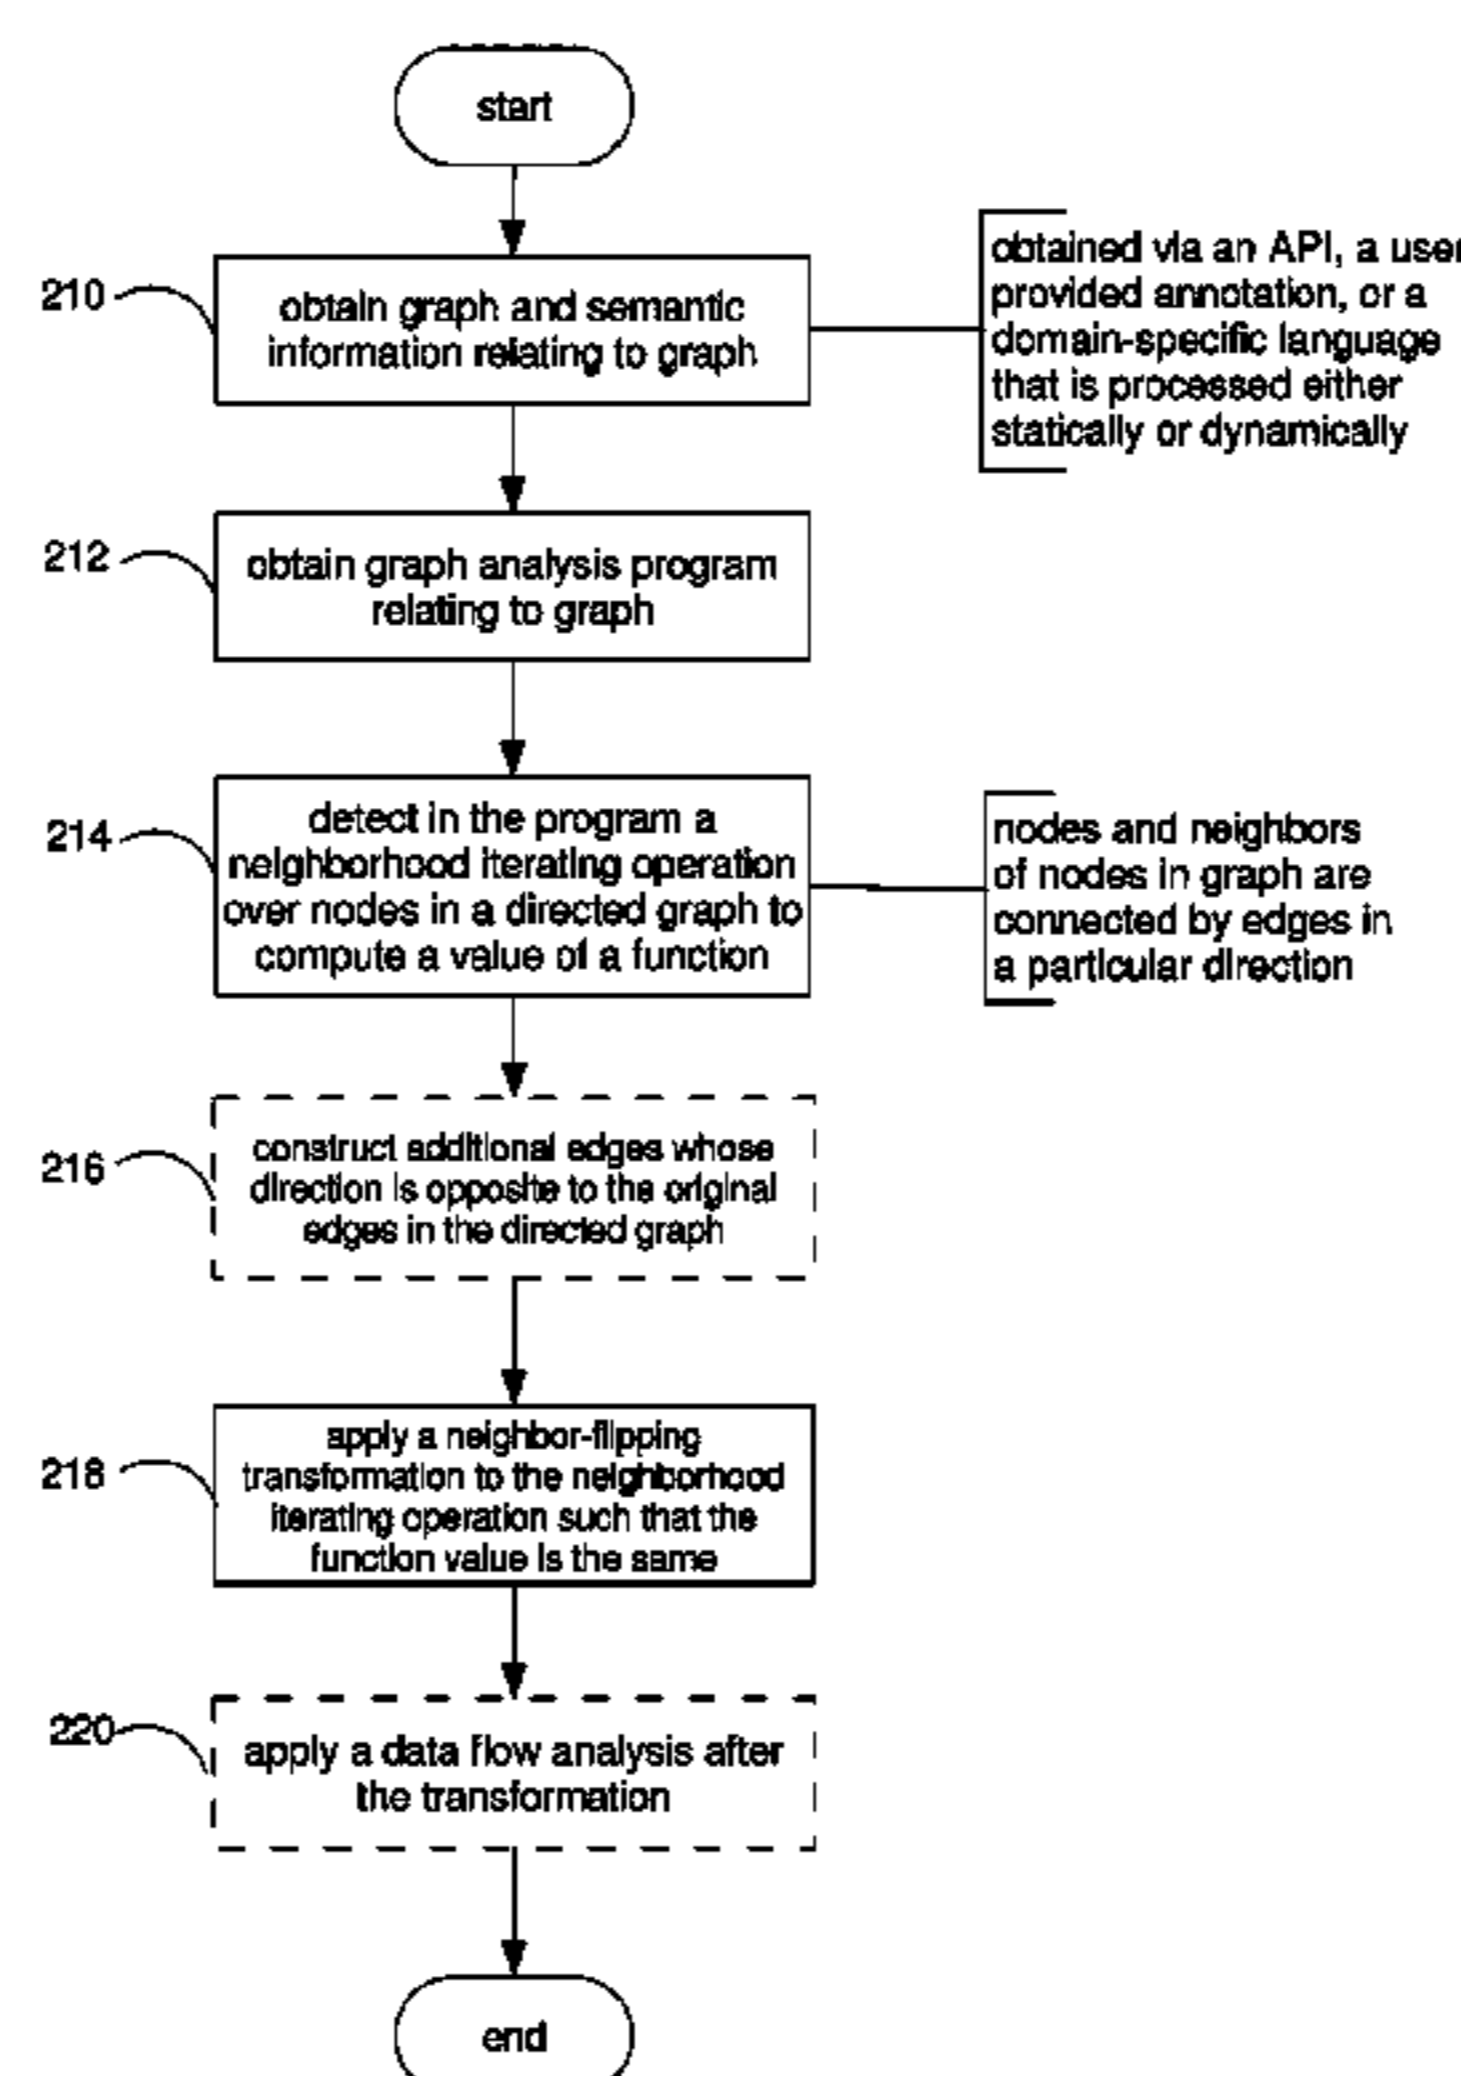 start
210
obtain graph and semantic
information relating to graph
obtained via an API, a user
provided annotation, or a
domain-specific language
that is processed either
statically or dynamically
212
obtain graph analysis program
relating to graph
214
detect in the program a
neighborhood iterating operation
over nodes in a directed graph to
compute a value of a function
nodes and neighbors
of nodes in graph are
connected by edges in
a particular direction
216
construct additional edges whose
direction is opposite to the original
edges in the directed graph
218
apply a neighbor-flipping
transformation to the neighborhood
iterating operation such that the
function value is the same
220
apply a data flow analysis after
the transformation
end